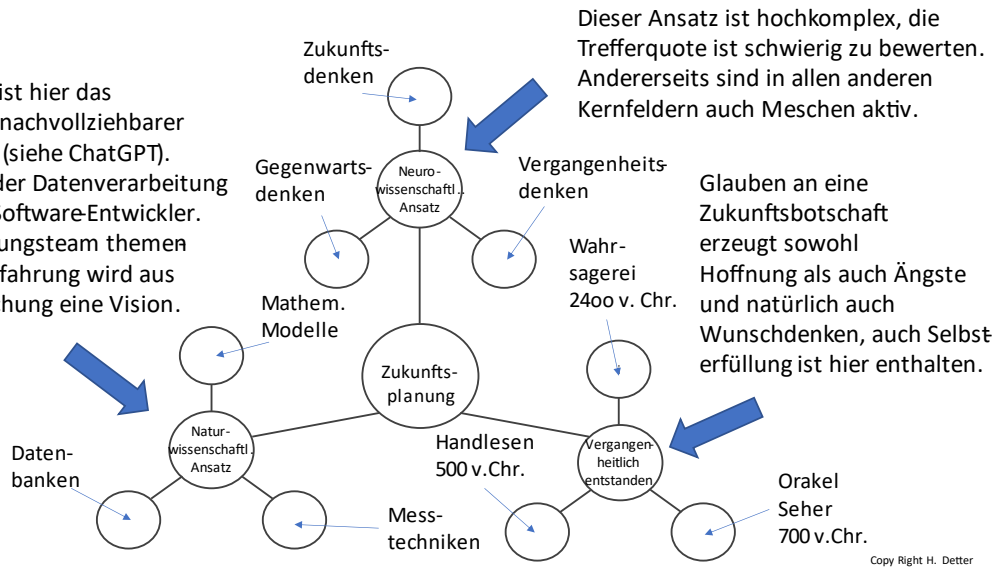 Dieser Ansatz ist hochkomplex, die
Trefferquote ist schwierig zu bewerten.
Andererseits sind in allen anderen
Kernfeldern auch Meschen aktiv.
Zukunfts-
denken
ist hier das
nachvollziehbarer
(siehe ChatGPT).
der Datenverarbeitung
Software-Entwickler.
ungsteam themen-
fahrung wird aus
chung eine Vision.
Gegenwarts-
denken
Neuro-
wissenschaftl..
Ansatz
Vergangenheits-
denken
Glauben an eine
Zukunftsbotschaft
erzeugt sowohl
Hoffnung als auch Ängste
und natürlich auch
Wunschdenken, auch Selbst-
erfüllung ist hier enthalten.
Wahr-
sagerei
24oo v. Chr.
Mathem.
Modelle
Zukunfts-
planung
Natur-
wissenschaftl.
Ansatz
Daten-
banken
Mess-
techniken
Handlesen
500 v.Chr.
Vergangen-
heitlich
entstanden
Orakel
Seher
700 v.Chr.
Copy Right H. Detter